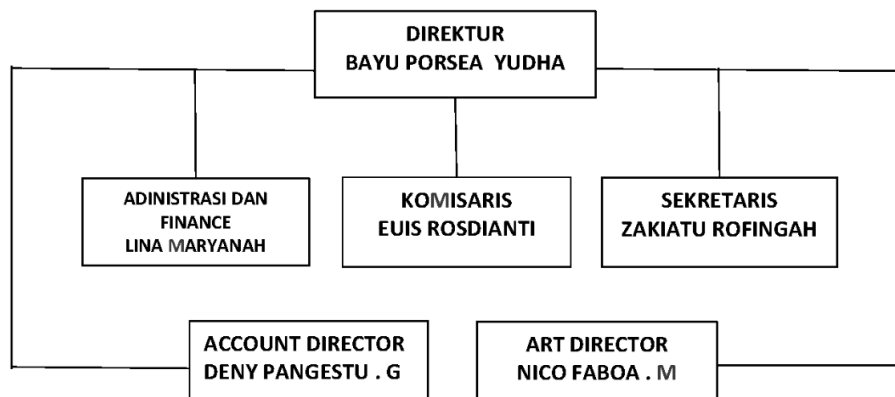 DIREKTUR
BAYU PORSEA YUDHA
ADINISTRASI DAN
FINANCE
LINA MARYANAH
KOMISARIS
EUIS ROSDIANTI
SEKRETARIS
ZAKIATU ROFINGAH
ACCOUNT DIRECTOR
DENY PANGESTU . G
ART DIRECTOR
NICO FABOA . M